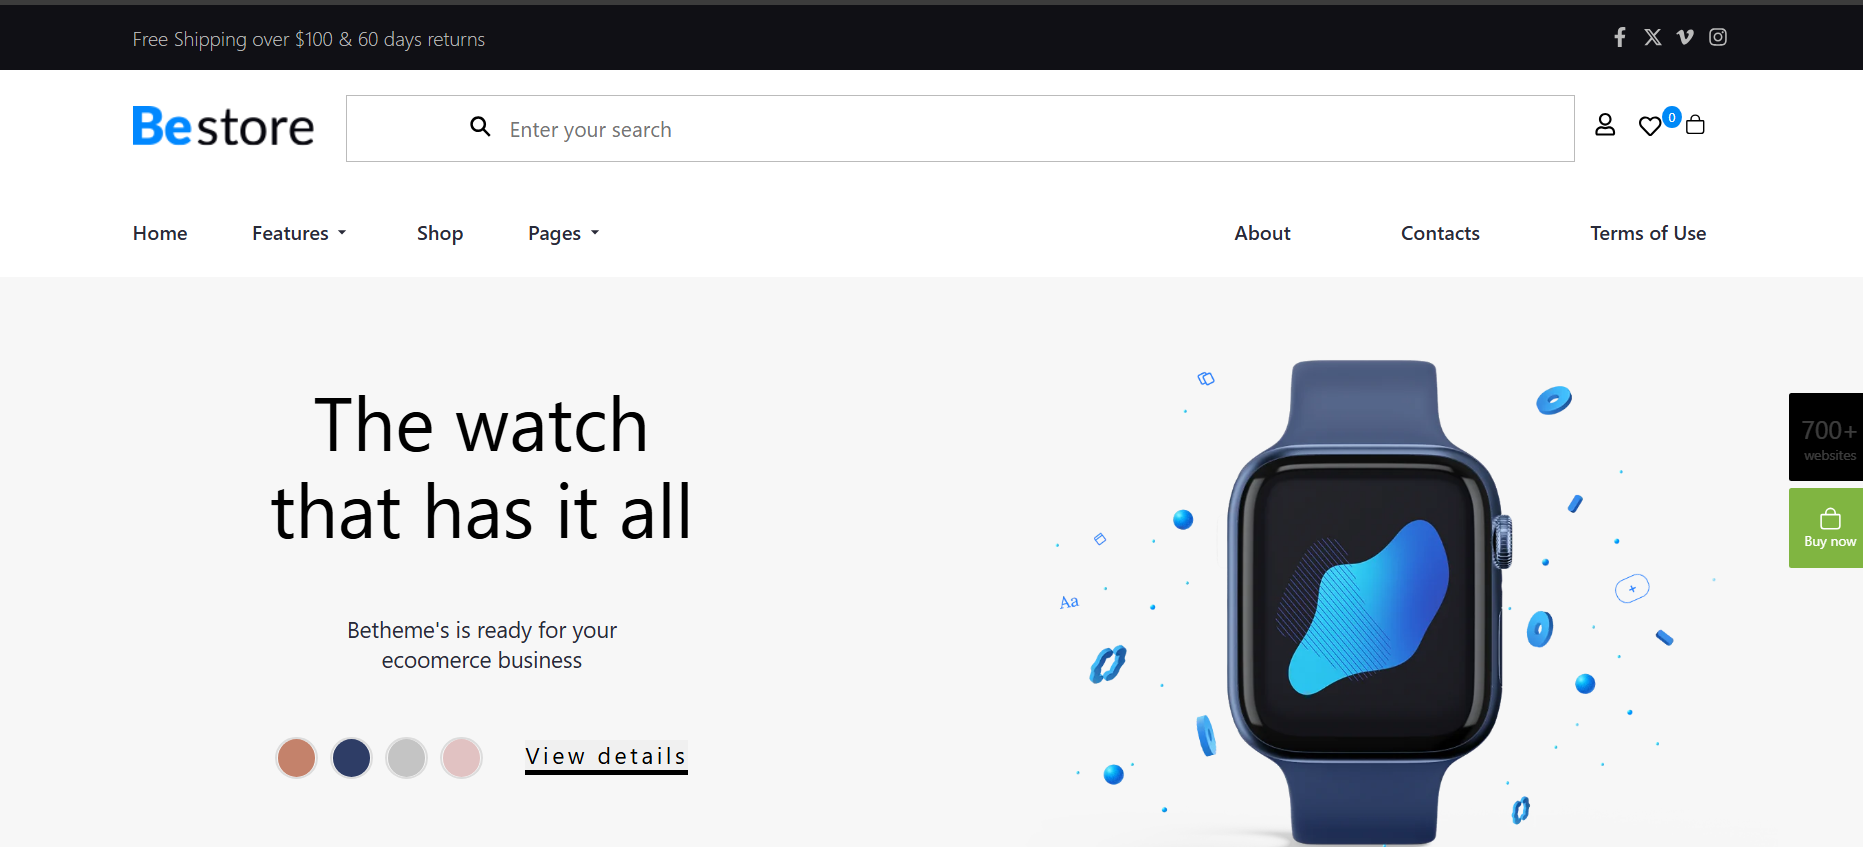 Free Shipping over $100 & 60 days returns
Bestore
Enter your search
0
Home
Features
Shop
Pages
About
Contacts
Terms of Use
The watch
that has it all
Betheme's is ready for your
ecoomerce business
View details
Aa
700+
websites
Buy now